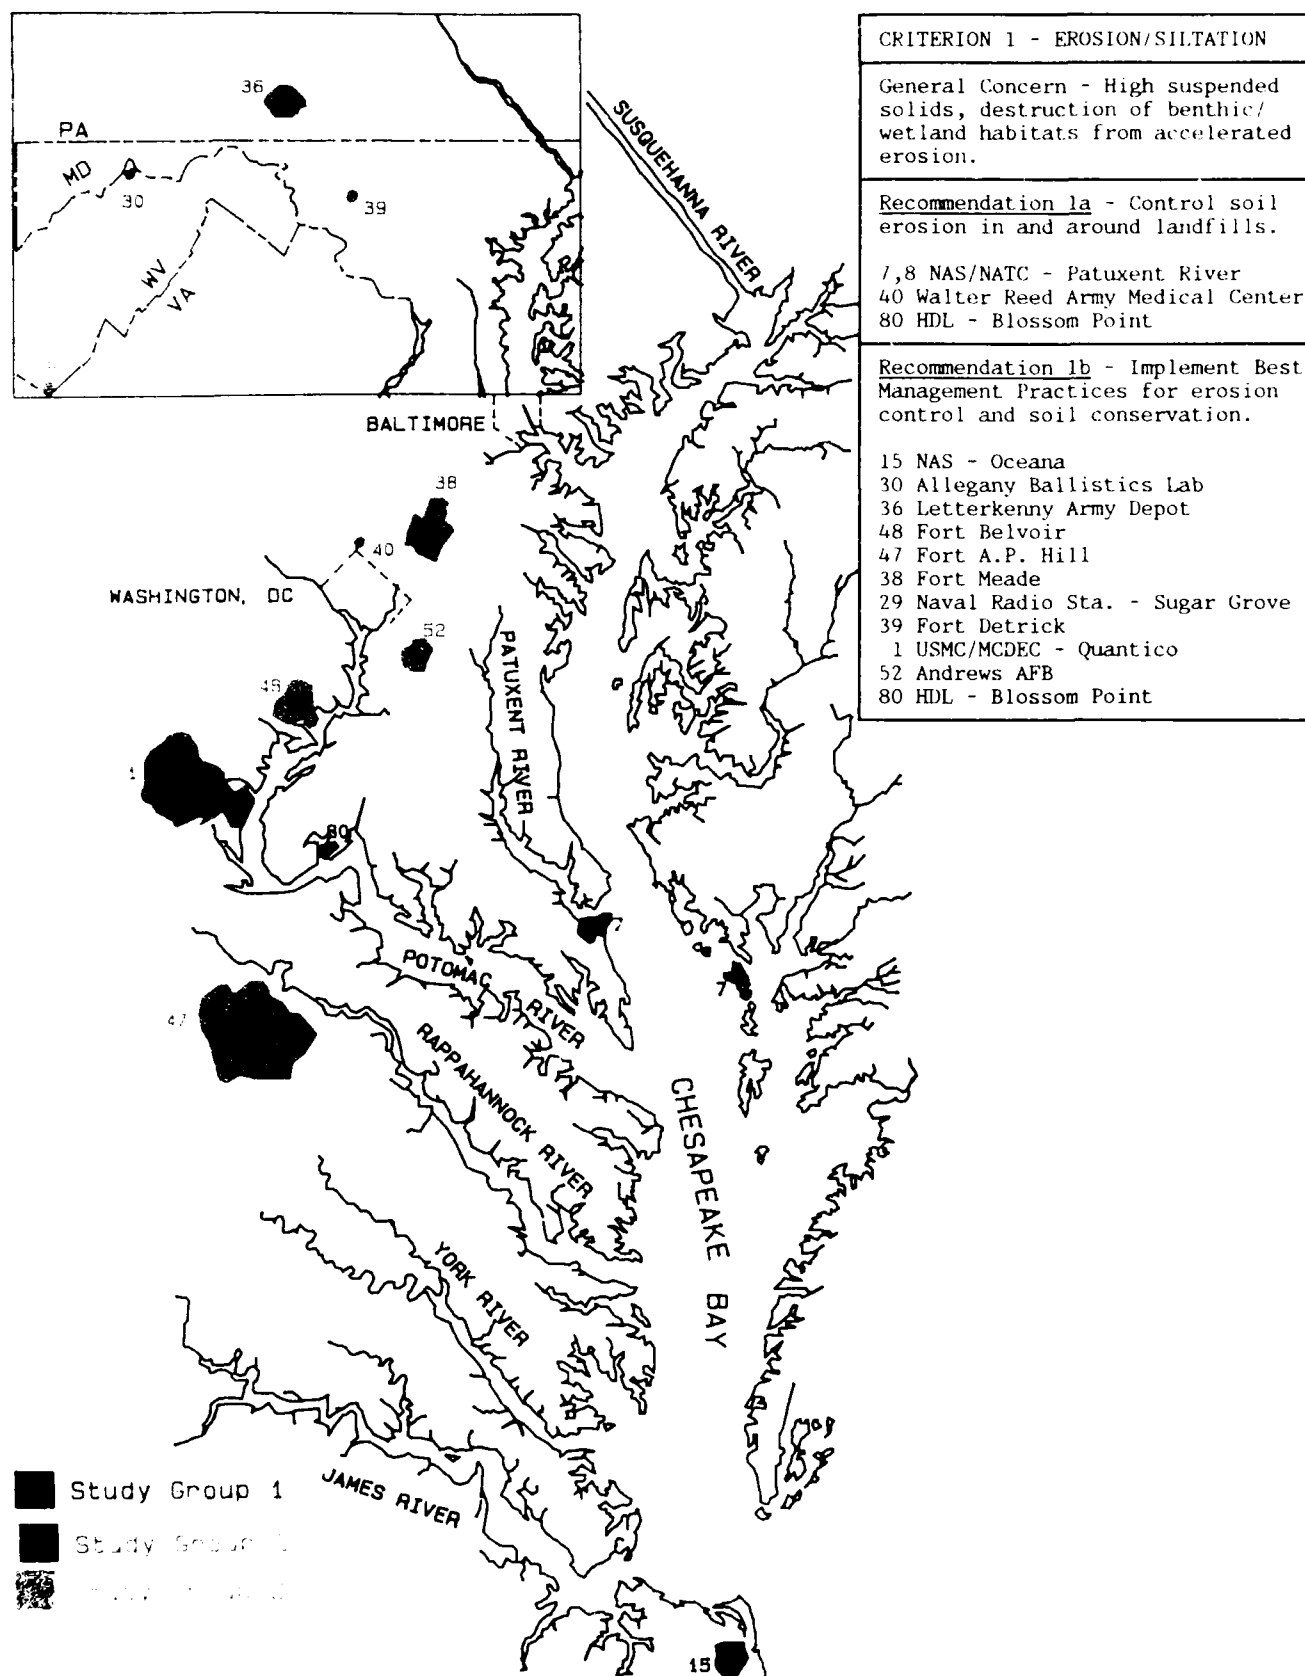 36
PA
MD
30
39
WV
VA
SUSQUEHANNA RIVER
BALTIMORE
38
40
WASHINGTON, DC
52
48
PATUXENT RIVER
1
80
7
POTOMAC RIVER
47
RAPPAHANNOCK RIVER
CHESAPEAKE BAY
YORK RIVER
JAMES RIVER
15
Study Group 1
Study Group
CRITERION 1 - EROSION/SILTATION
General Concern - High suspended
solids, destruction of benthic/
wetland habitats from accelerated
erosion.
Recommendation 1a - Control soil
erosion in and around landfills.
7,8 NAS/NATC - Patuxent River
40 Walter Reed Army Medical Center
80 HDL - Blossom Point
Recommendation 1b - Implement Best
Management Practices for erosion
control and soil conservation.
15 NAS - Oceana
30 Allegany Ballistics Lab
36 Letterkenny Army Depot
48 Fort Belvoir
47 Fort A.P. Hill
38 Fort Meade
29 Naval Radio Sta. - Sugar Grove
39 Fort Detrick
1 USMC/MCDEC - Quantico
52 Andrews AFB
80 HDL - Blossom Point